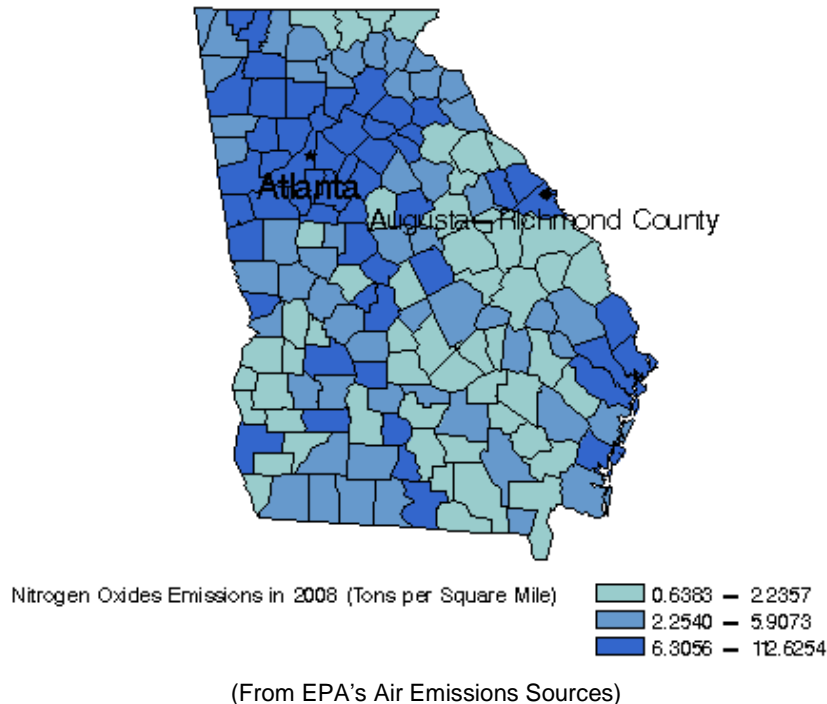 Atlanta
Augusta—Richmond County
Nitrogen Oxides Emissions in 2008 (Tons per Square Mile)
0.6383 — 2.2357
2.2540 — 5.9073
6.3056 — 112.6254
(From EPA's Air Emissions Sources)